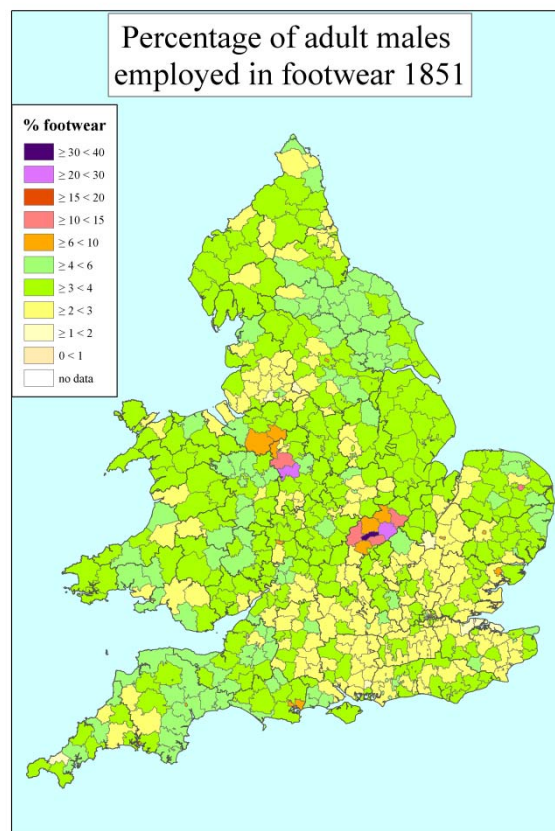 Percentage of adult males
employed in footwear 1851
% footwear
≥ 30 < 40
≥ 20 < 30
≥ 15 < 20
≥ 10 < 15
≥ 6 < 10
≥ 4 < 6
≥ 3 < 4
≥ 2 < 3
≥ 1 < 2
0 < 1
no data